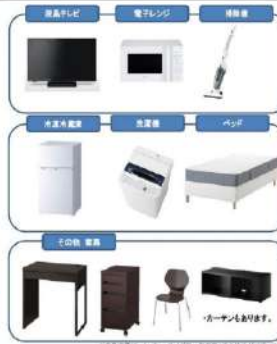 液晶テレビ
電子レンジ
掃除機
冷凍冷蔵庫
洗濯機
ベッド
その他 家具
・カーテンもあります。